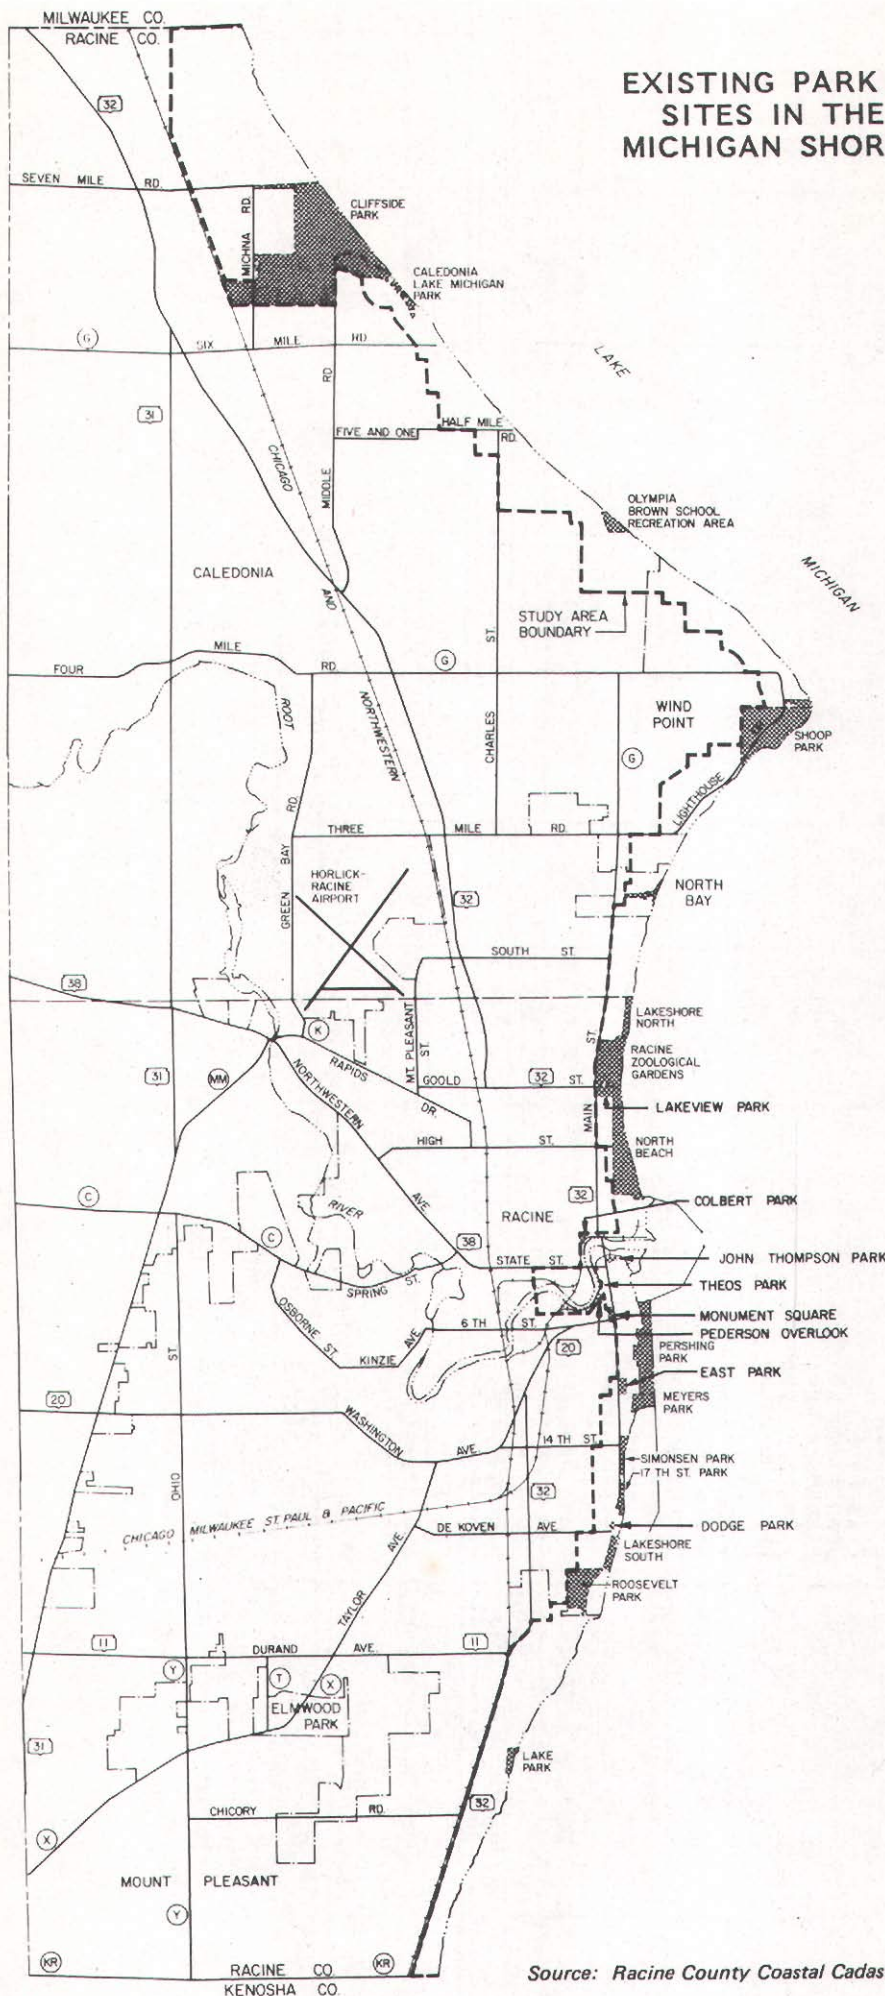 MILWAUKEE CO.
RACINE CO.
EXISTING PARK
SITES IN THE
MICHIGAN SHOR
32
SEVEN MILE RD.
MICHNA RD.
CLIFFSIDE
PARK
CALEDONIA
LAKE MICHIGAN
PARK
G
SIX MILE RD
LAKE
31
MIDDLE RD
FIVE AND ONE HALF MILE RD.
CHICAGO AND NORTHWESTERN
OLYMPIA
BROWN SCHOOL
RECREATION AREA
MICHIGAN
CALEDONIA
STUDY AREA
BOUNDARY
CHARLES ST.
FOUR MILE RD.
G
ROOT
WIND
POINT
SHOOP
PARK
G
LIGHTHOUSE
GREEN BAY RD.
THREE MILE RD.
HORLICK-
RACINE
AIRPORT
32
NORTH
BAY
SOUTH ST.
38
LAKESHORE
NORTH
K
MT. PLEASANT ST.
RACINE
ZOOLOGICAL
GARDENS
31
MM
RAPIDS DR.
GOOLD ST.
32
MAIN ST.
LAKEVIEW PARK
NORTHWESTERN AVE
HIGH ST.
NORTH
BEACH
C
RIVER
RACINE
32
COLBERT PARK
C
38
STATE ST.
JOHN THOMPSON PARK
SPRING ST.
THEOS PARK
OSBORNE ST.
6 TH ST.
MONUMENT SQUARE
KINZIE AVE
PEDERSON OVERLOOK
20
PERSHING
PARK
EAST PARK
20
MEYERS
PARK
WASHINGTON AVE.
14 TH ST.
SIMONSEN PARK
17 TH ST. PARK
OHIO ST.
32
CHICAGO MILWAUKEE ST. PAUL & PACIFIC
DE KOVEN AVE
DODGE PARK
LAKESHORE
SOUTH
TAYLOR AVE.
ROOSEVELT
PARK
11
DURAND AVE.
11
Y
T
X
ELMWOOD
PARK
31
LAKE
PARK
32
CHICORY RD.
X
MOUNT PLEASANT
Y
KR
RACINE CO.
KR
KENOSHA CO.
Source: Racine County Coastal Cadas